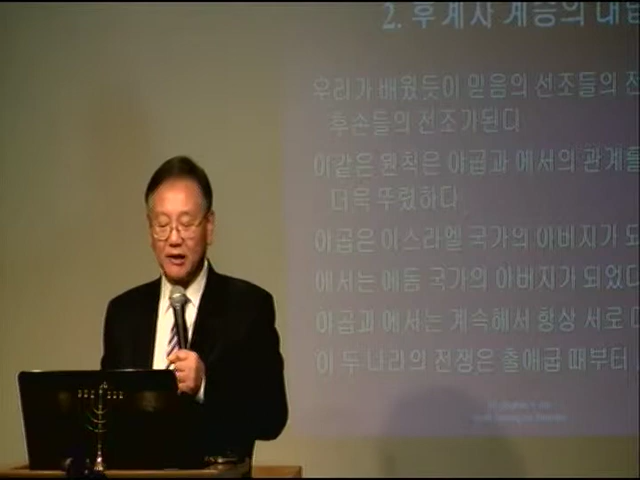 2. 후계자 계승의 대립
우리가 배웠듯이 믿음의 선조들의 전
후손들의 선조가된다
이같은 원칙은 야곱과 에서의 관계를
더욱 뚜렸하다.
야곱은 이스라엘 국가의 아버지가 되
에서는 에돔 국가의 아버지가 되었다
야곱과 에서는 계속해서 항상 서로 대
이 두 나라의 전쟁은 출애굽 때부터